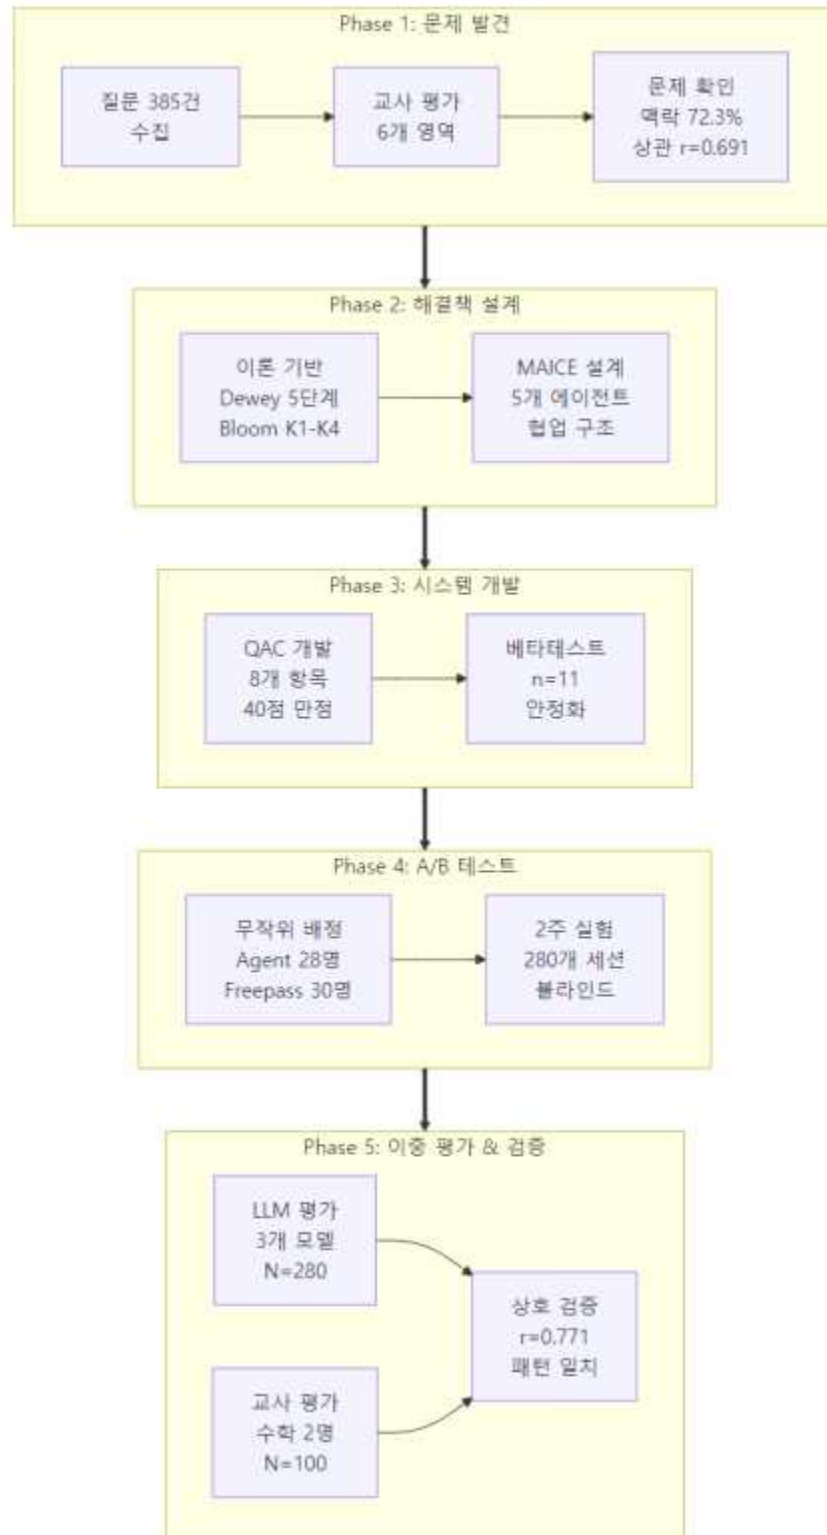 Phase 1: 문제 발견
질문 385건
수집
교사 평가
6개 영역
문제 확인
맥락 72.3%
상관 r=0.691
Phase 2: 해결책 설계
이론 기반
Dewey 5단계
Bloom K1-K4
MAICE 설계
5개 에이전트
협업 구조
Phase 3: 시스템 개발
QAC 개발
8개 항목
40점 만점
베타테스트
n=11
안정화
Phase 4: A/B 테스트
무작위 배정
Agent 28명
Freepass 30명
2주 실험
280개 세션
블라인드
Phase 5: 이중 평가 & 검증
LLM 평가
3개 모델
N=280
교사 평가
수학 2명
N=100
상호 검증
r=0.771
패턴 일치